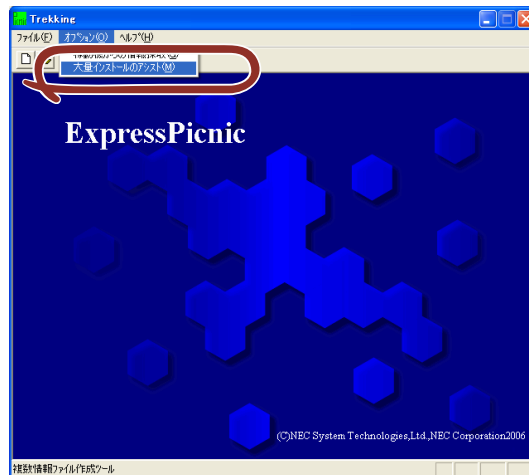 Trekking
ファイル(F) オプション(O) ヘルプ(H)
大量インストールのアシスト(M)
ExpressPicnic
(C)NEC System Technologies,Ltd.,NEC Corporation2006
複数情報ファイル作成ツール